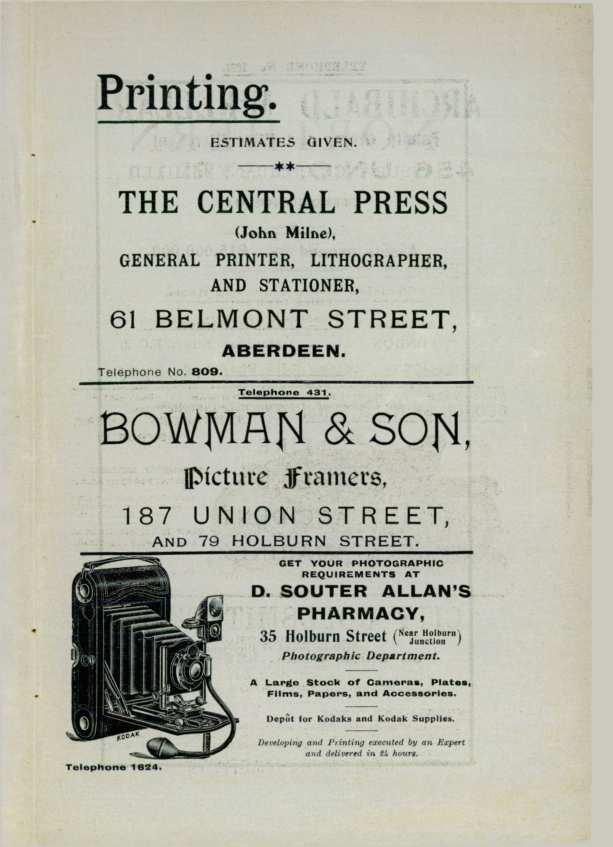 Printing.
ESTIMATES GIVEN.
THE CENTRAL PRESS
(John Milne),
GENERAL PRINTER, LITHOGRAPHER,
AND STATIONER,
61 BELMONT STREET,
ABERDEEN.
Telephone No. 809.
Telephone 431.
BOWMAN & SON,
Picture Framers,
187 UNION STREET,
AND 79 HOLBURN STREET.
GET YOUR PHOTOGRAPHIC
REQUIREMENTS AT
D. SOUTER ALLAN'S
PHARMACY,
35 Holburn Street (Near Holburn Junction)
Photographic Department.
A Large Stock of Cameras, Plates,
Films, Papers, and Accessories.
Depôt for Kodaks and Kodak Supplies.
Developing and Printing executed by an Expert
and delivered in 24 hours.
KODAK
Telephone 1624.